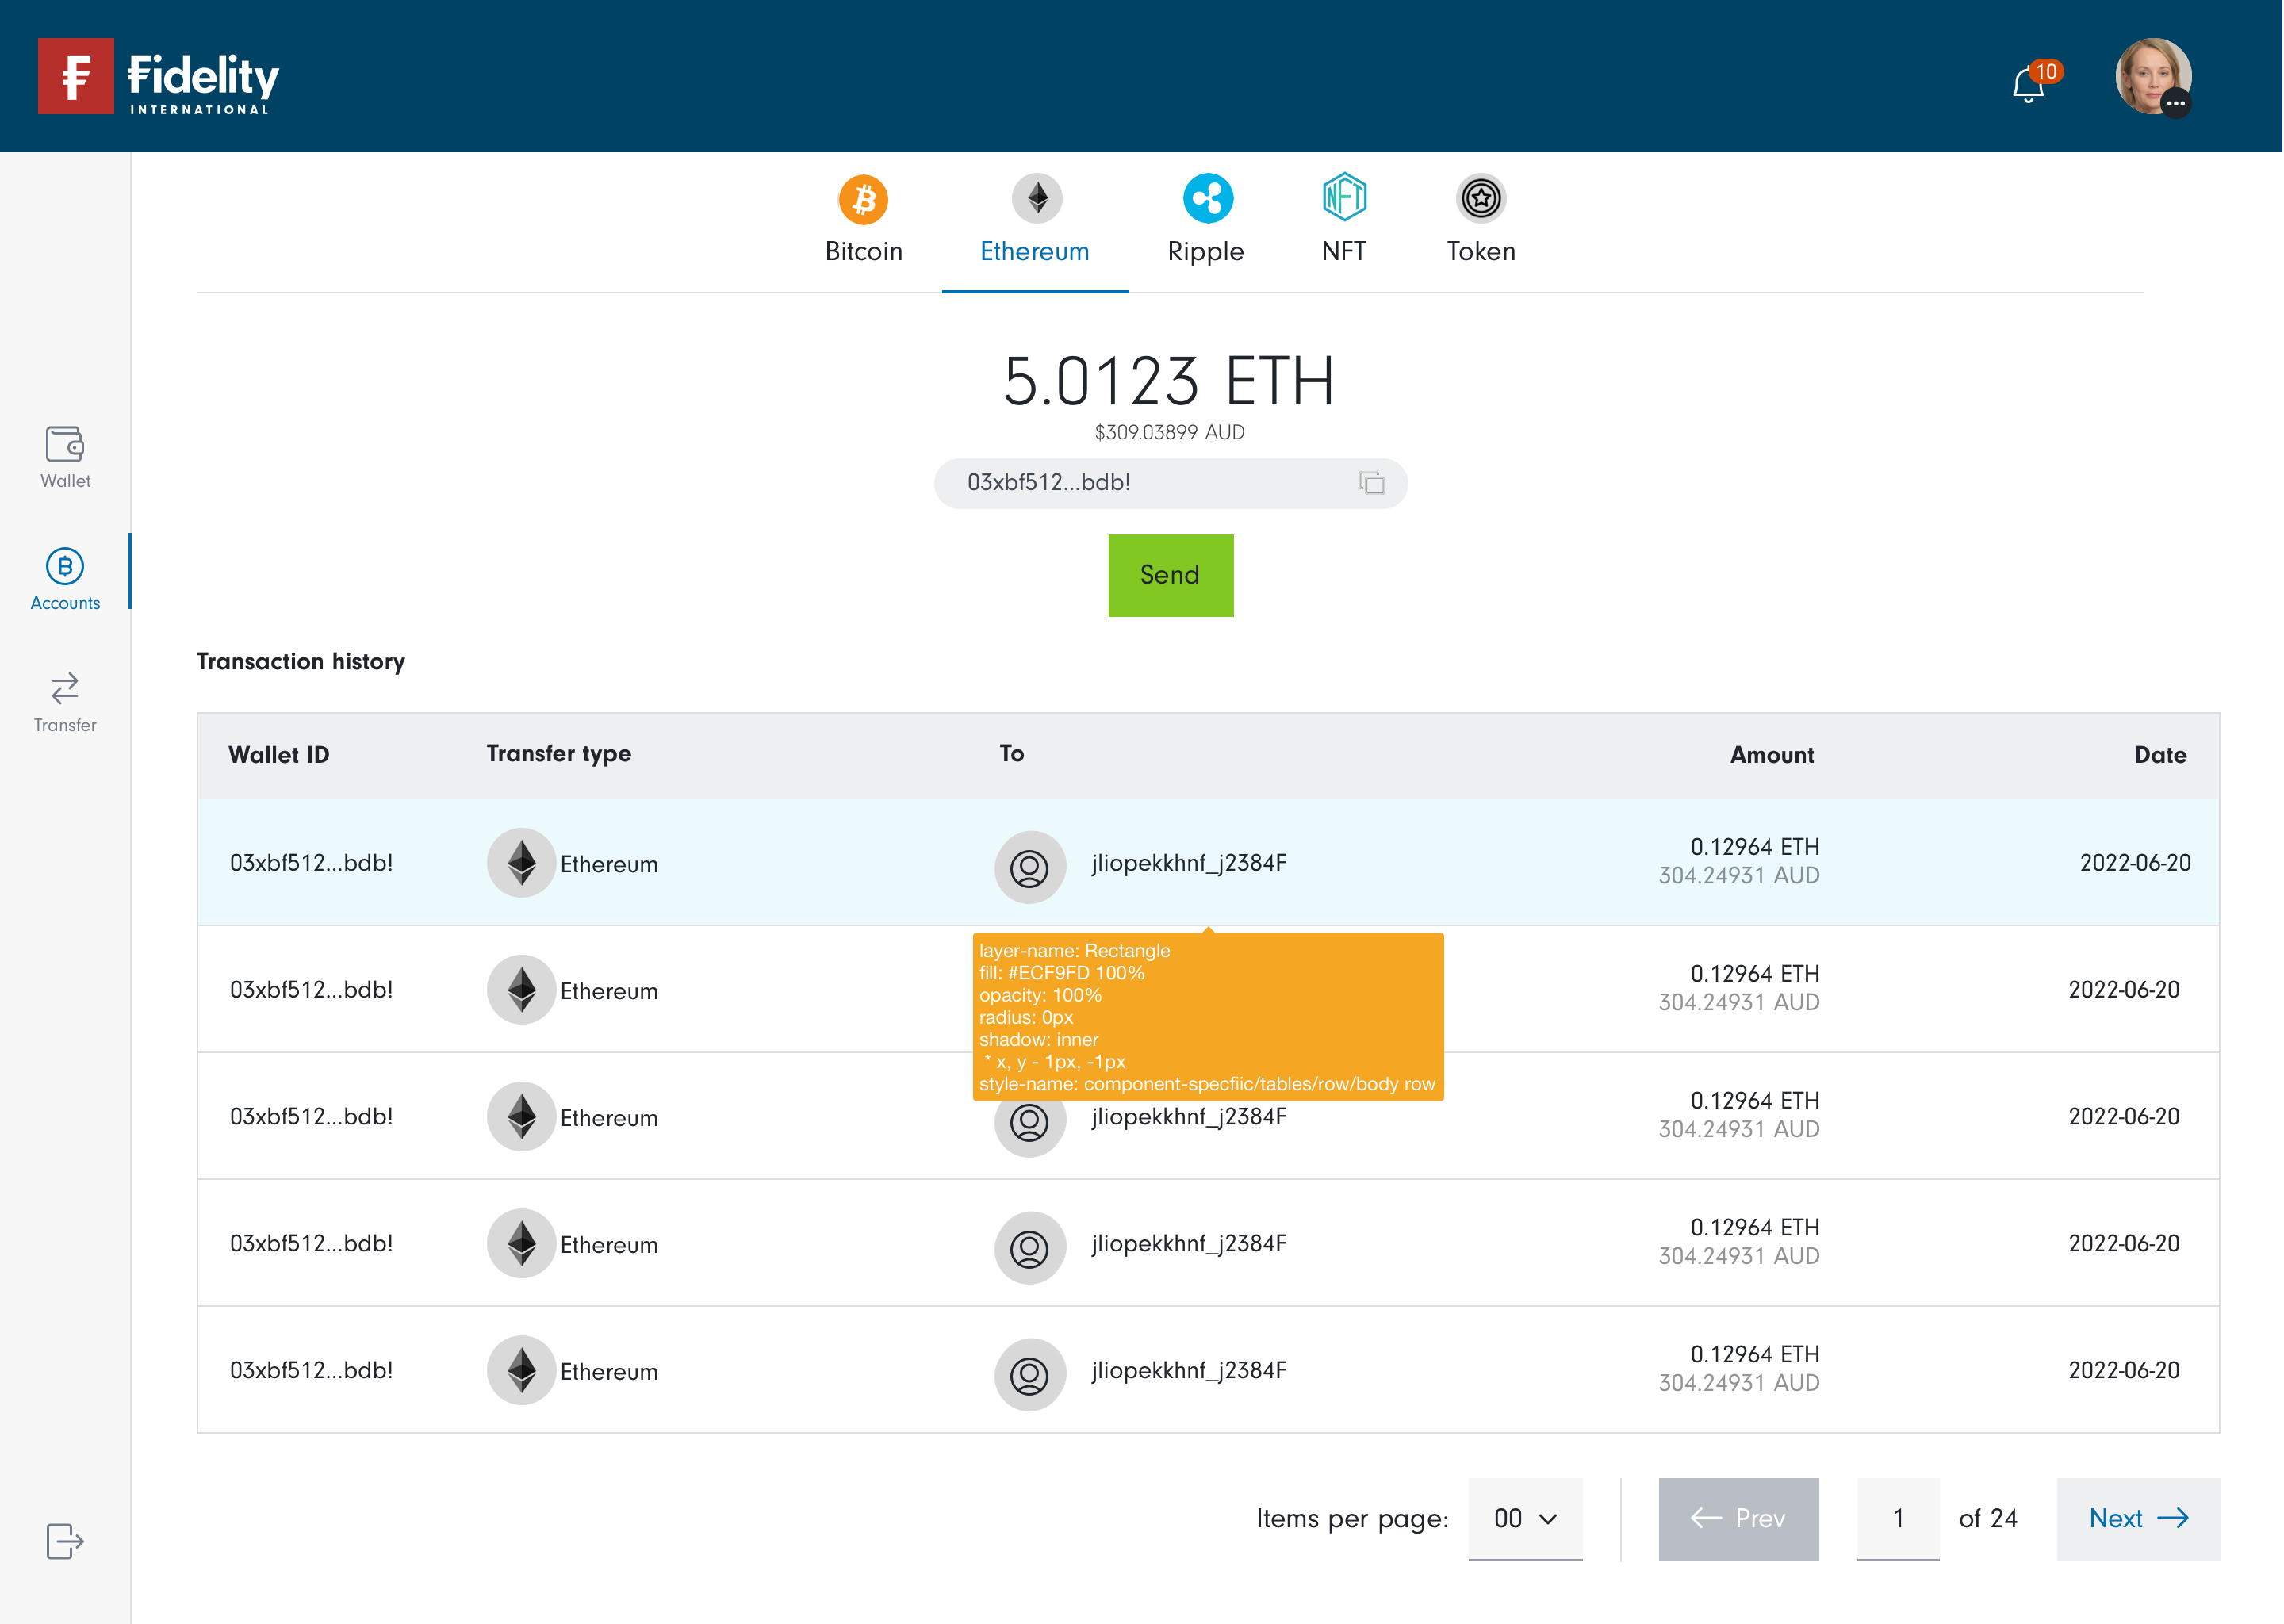 Fidelity
INTERNATIONAL
10
Bitcoin
Ethereum
Ripple
NFT
NFT
Token
5.0123 ETH
$309.03899 AUD
03xbf512...bdb!
Send
Wallet
Accounts
Transfer
Transaction history
Wallet ID Transfer type To Amount Date
03xbf512...bdb! Ethereum jliopekkhnf_j2384F 0.12964 ETH 2022-06-20
304.24931 AUD
layer-name: Rectangle
fill: #ECF9FD 100%
opacity: 100%
radius: 0px
shadow: inner
* x, y - 1px, -1px
style-name: component-specfiic/tables/row/body row
03xbf512...bdb! Ethereum 0.12964 ETH 2022-06-20
304.24931 AUD
03xbf512...bdb! Ethereum jliopekkhnf_j2384F 0.12964 ETH 2022-06-20
304.24931 AUD
03xbf512...bdb! Ethereum jliopekkhnf_j2384F 0.12964 ETH 2022-06-20
304.24931 AUD
03xbf512...bdb! Ethereum jliopekkhnf_j2384F 0.12964 ETH 2022-06-20
304.24931 AUD
Items per page: 00 Prev 1 of 24 Next